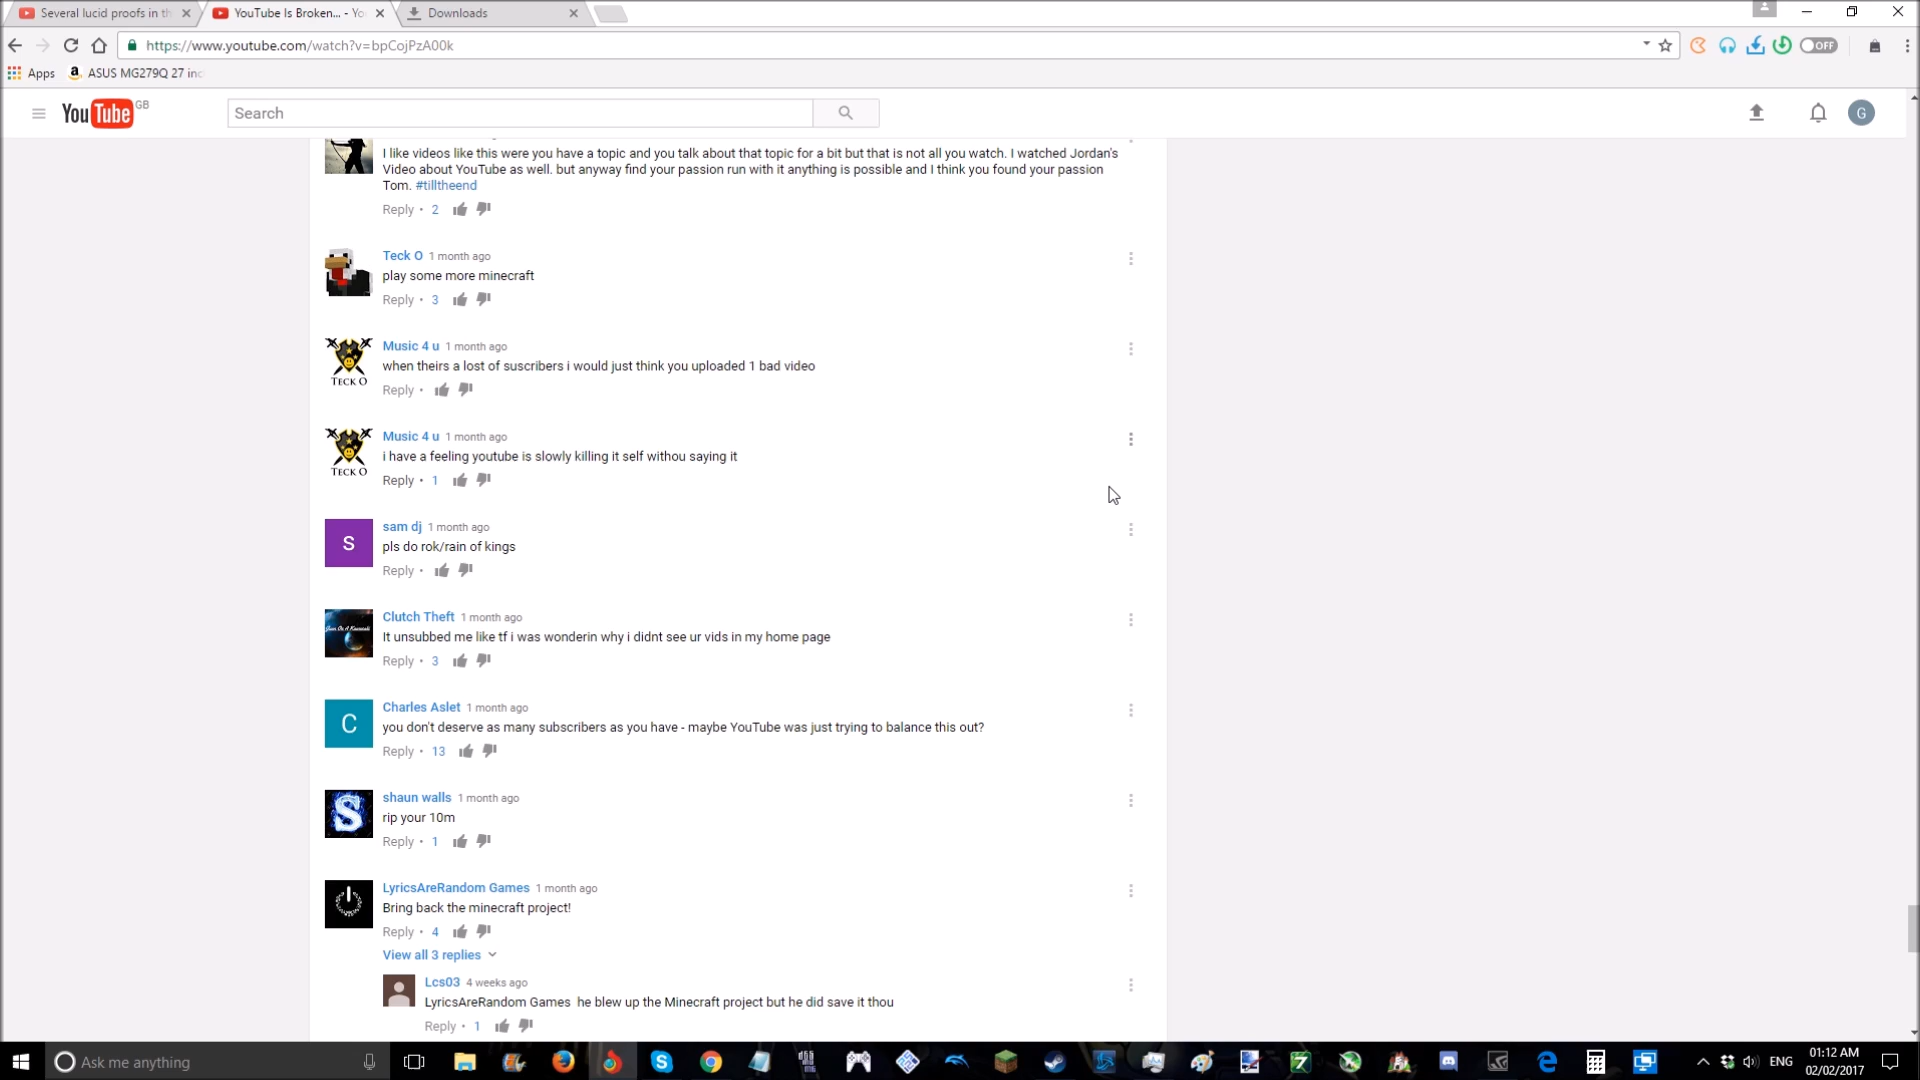 Several lucid proofs in th
YouTube Is Broken... - Yo
Downloads
https://www.youtube.com/watch?v=bpCojPzA00k
OFF
Apps
ASUS MG279Q 27 inc
YouTube GB
Search
G
I like videos like this were you have a topic and you talk about that topic for a bit but that is not all you watch. I watched Jordan's
Video about YouTube as well. but anyway find your passion run with it anything is possible and I think you found your passion
Tom. #tilltheend
Reply • 2
Teck O 1 month ago
play some more minecraft
Reply • 3
Music 4 u 1 month ago
when theirs a lost of suscribers i would just think you uploaded 1 bad video
TECK O
Reply •
Music 4 u 1 month ago
i have a feeling youtube is slowly killing it self withou saying it
TECK O
Reply • 1
sam dj 1 month ago
S
pls do rok/rain of kings
Reply •
Clutch Theft 1 month ago
It unsubbed me like tf i was wonderin why i didnt see ur vids in my home page
Reply • 3
Charles Aslet 1 month ago
C
you don't deserve as many subscribers as you have - maybe YouTube was just trying to balance this out?
Reply • 13
shaun walls 1 month ago
S
rip your 10m
Reply • 1
LyricsAreRandom Games 1 month ago
Bring back the minecraft project!
Reply • 4
View all 3 replies
Lcs03 4 weeks ago
LyricsAreRandom Games he blew up the Minecraft project but he did save it thou
Reply • 1
Ask me anything
ENG
01:12 AM
02/02/2017